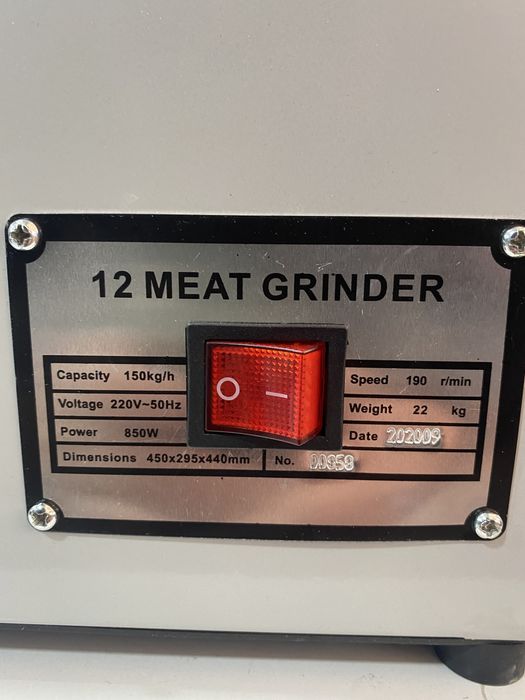 12 MEAT GRINDER
Capacity 150kg/h
Voltage 220V~50Hz
Power 850W
Dimensions 450x295x440mm No. 00858
O —
Speed 190 r/min
Weight 22 kg
Date 202009